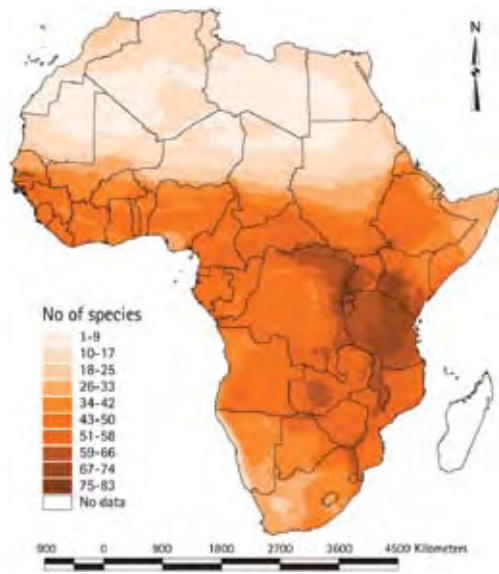 N
No of species
1-9
10-17
18-25
26-33
34-42
43-50
51-58
59-66
67-74
75-83
No data
900 0 900 1800 2700 3600 4500 Kilometers